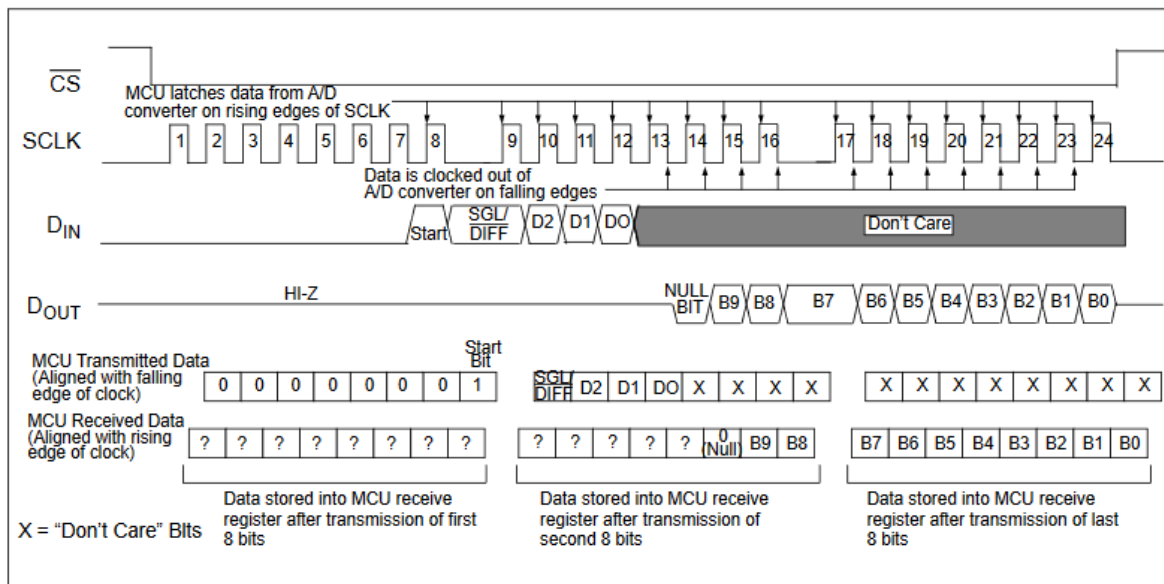 CS
MCU latches data from A/D
converter on rising edges of SCLK
SCLK
1 2 3 4 5 6 7 8 9 10 11 12 13 14 15 16 17 18 19 20 21 22 23 24
Data is clocked out of
A/D converter on falling edges
DIN
Start
SGL/
DIFF
D2 D1 DO
Don't Care
HI-Z
DOUT
NULL
BIT
B9 B8 B7 B6 B5 B4 B3 B2 B1 B0
MCU Transmitted Data
(Aligned with falling
edge of clock)
Start
Bit
0 0 0 0 0 0 0 1
SGL/
DIFF
D2 D1 DO X X X X
X X X X X X X X
MCU Received Data
(Aligned with rising
edge of clock)
? ? ? ? ? ? ? ?
? ? ? ? ? 0
(Null)
B9 B8
B7 B6 B5 B4 B3 B2 B1 B0
Data stored into MCU receive
register after transmission of first
8 bits
Data stored into MCU receive
register after transmission of
second 8 bits
Data stored into MCU receive
register after transmission of last
8 bits
X = "Don't Care" BIts